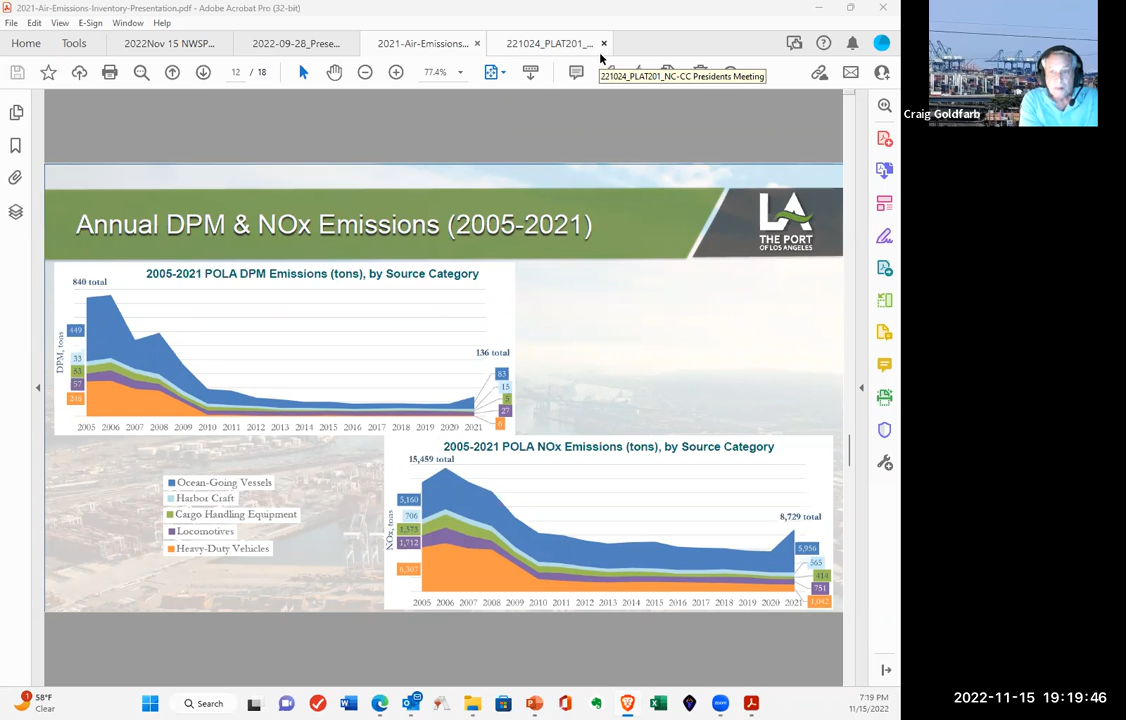 2021-Air-Emissions-Inventory-Presentation.pdf - Adobe Acrobat Pro (32-bit)
File Edit View E-Sign Window Help
Home Tools 2022Nov 15 NWSP... 2022-09-28_Prese... 2021-Air-Emissions... 221024_PLAT201_...
12 / 18 77.4%
221024_PLAT201_NC-CC Presidents Meeting
Craig Goldfarb
Annual DPM & NOx Emissions (2005-2021)
LA
THE PORT
OF LOS ANGELES
2005-2021 POLA DPM Emissions (tons), by Source Category
840 total
DPM, tons
449
33
53
57
248
136 total
83
15
5
27
6
2005 2006 2007 2008 2009 2010 2011 2012 2013 2014 2015 2016 2017 2018 2019 2020 2021
2005-2021 POLA NOx Emissions (tons), by Source Category
15,459 total
NOx, tons
5,160
706
1,573
1,712
6,307
8,729 total
5,956
565
414
751
1,042
2005 2006 2007 2008 2009 2010 2011 2012 2013 2014 2015 2016 2017 2018 2019 2020 2021
Ocean-Going Vessels
Harbor Craft
Cargo Handling Equipment
Locomotives
Heavy-Duty Vehicles
1
58°F
Clear
Search
7:19 PM
11/15/2022
2022-11-15 19:19:46